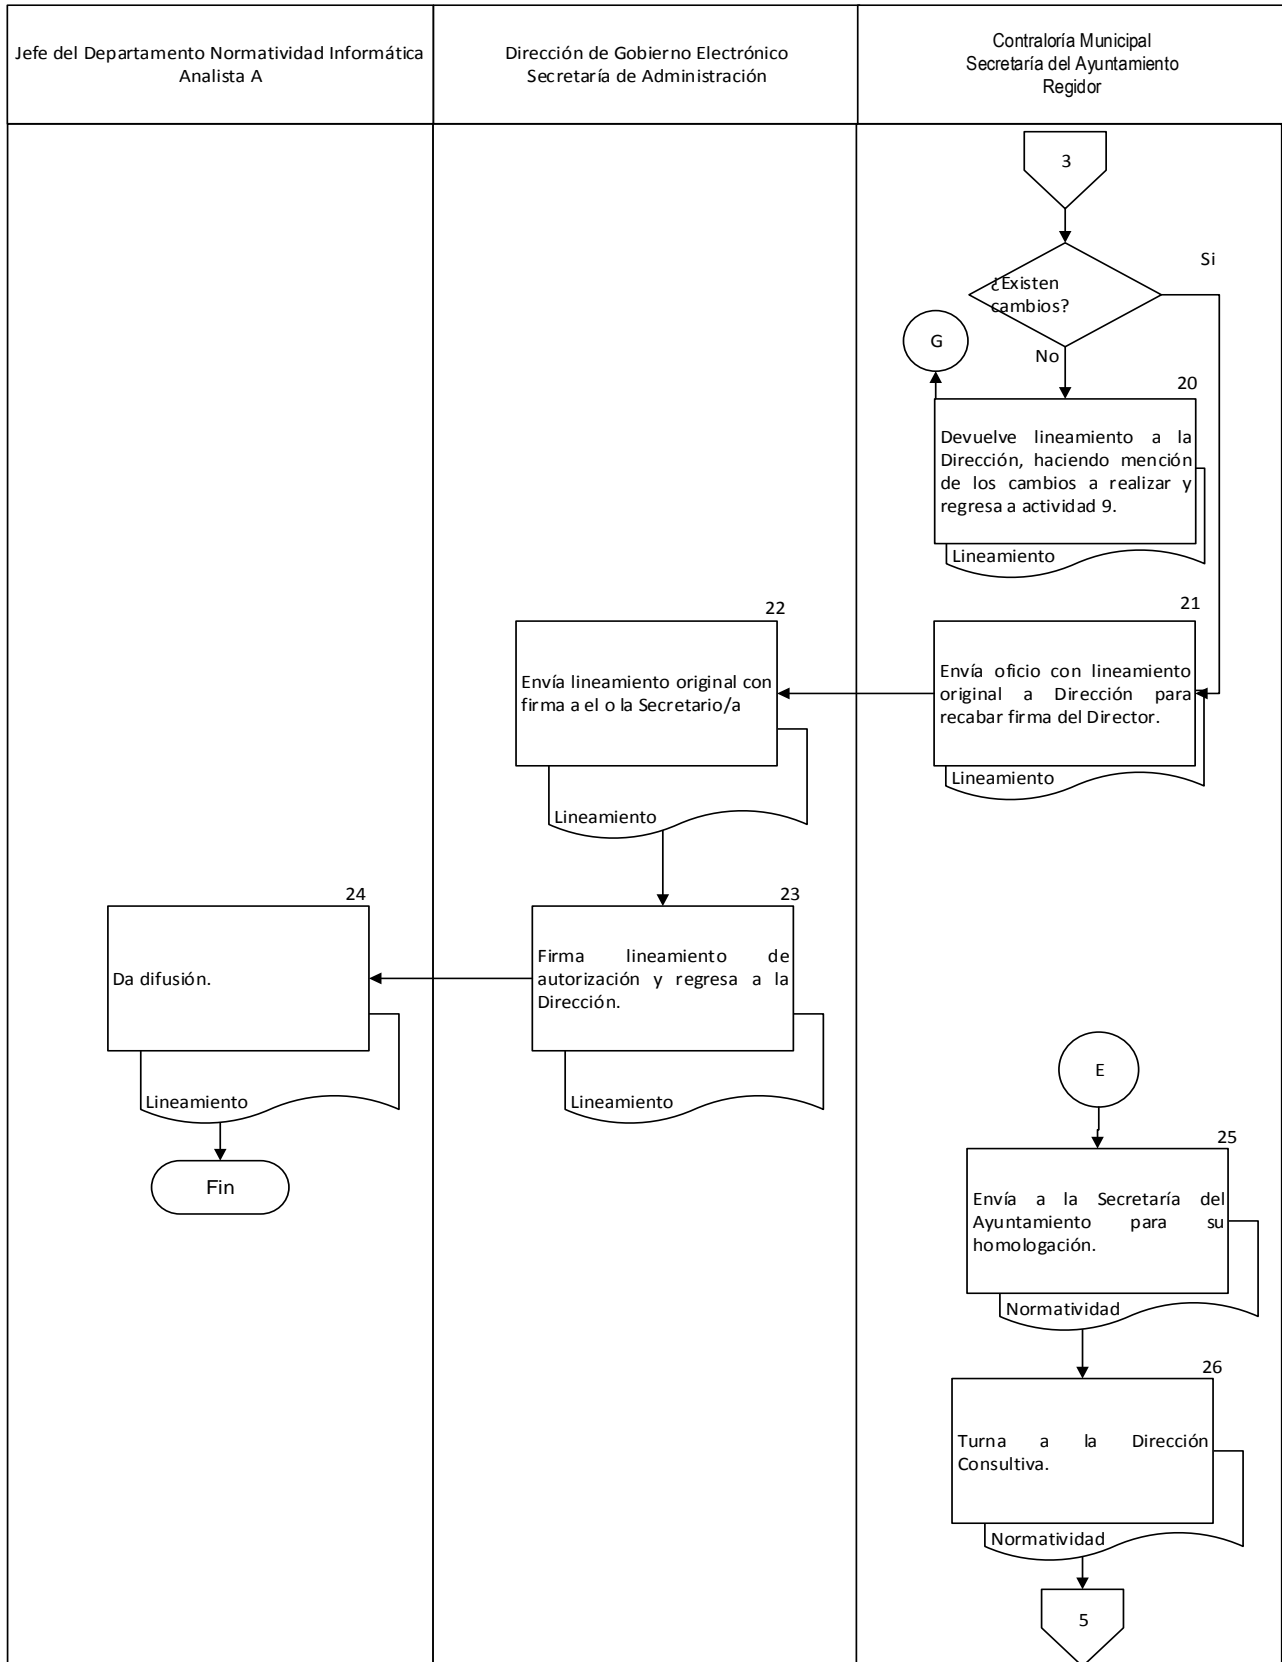 Jefe del Departamento Normatividad Informática
Analista A
Dirección de Gobierno Electrónico
Secretaría de Administración
Contraloría Municipal
Secretaría del Ayuntamiento
Regidor
3
Si
¿Existen
cambios?
G
No
20
Devuelve lineamiento a la
Dirección, haciendo mención
de los cambios a realizar y
regresa a actividad 9.
Lineamiento
22
21
Envía lineamiento original con
firma a el o la Secretario/a
Lineamiento
Envía oficio con lineamiento
original a Dirección para
recabar firma del Director.
Lineamiento
24
23
Da difusión.
Lineamiento
Firma lineamiento de
autorización y regresa a la
Dirección.
Lineamiento
E
Fin
25
Envía a la Secretaría del
Ayuntamiento para su
homologación.
Normatividad
26
Turna a la Dirección
Consultiva.
Normatividad
5